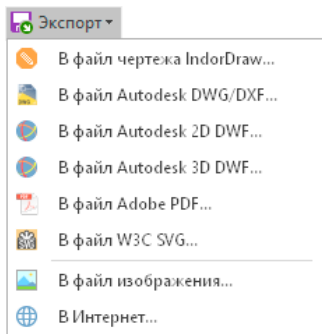 Экспорт
В файл чертежа IndorDraw...
В файл Autodesk DWG/DXF...
В файл Autodesk 2D DWF...
В файл Autodesk 3D DWF...
В файл Adobe PDF...
В файл W3C SVG...
В файл изображения...
В Интернет...